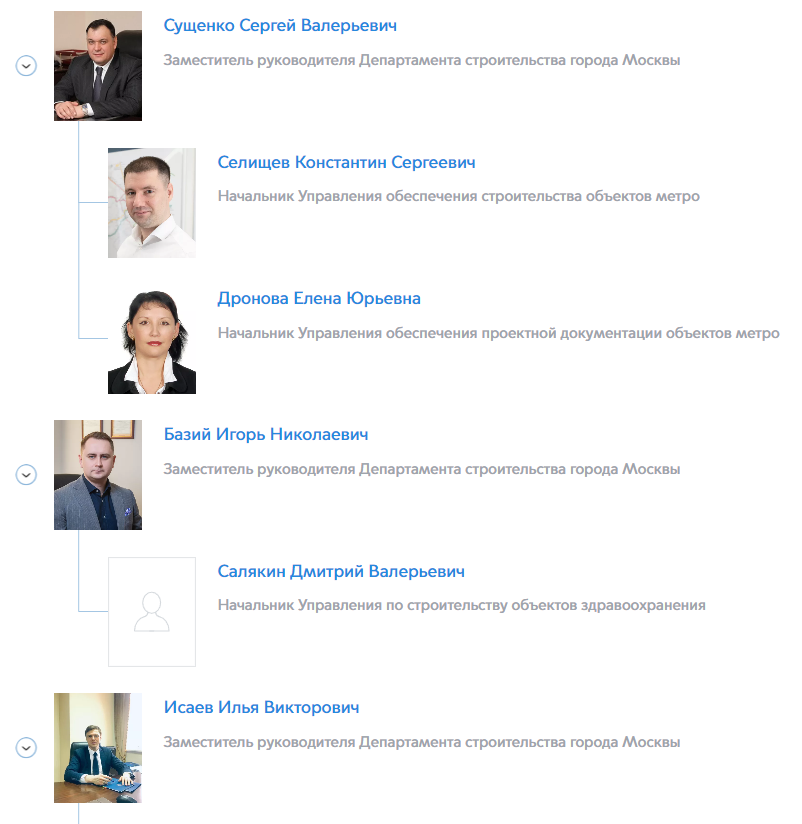 Сущенко Сергей Валерьевич
Заместитель руководителя Департамента строительства города Москвы
Селищев Константин Сергеевич
Начальник Управления обеспечения строительства объектов метро
Дронова Елена Юрьевна
Начальник Управления обеспечения проектной документации объектов метро
Базий Игорь Николаевич
Заместитель руководителя Департамента строительства города Москвы
Салякин Дмитрий Валерьевич
Начальник Управления по строительству объектов здравоохранения
Исаев Илья Викторович
Заместитель руководителя Департамента строительства города Москвы